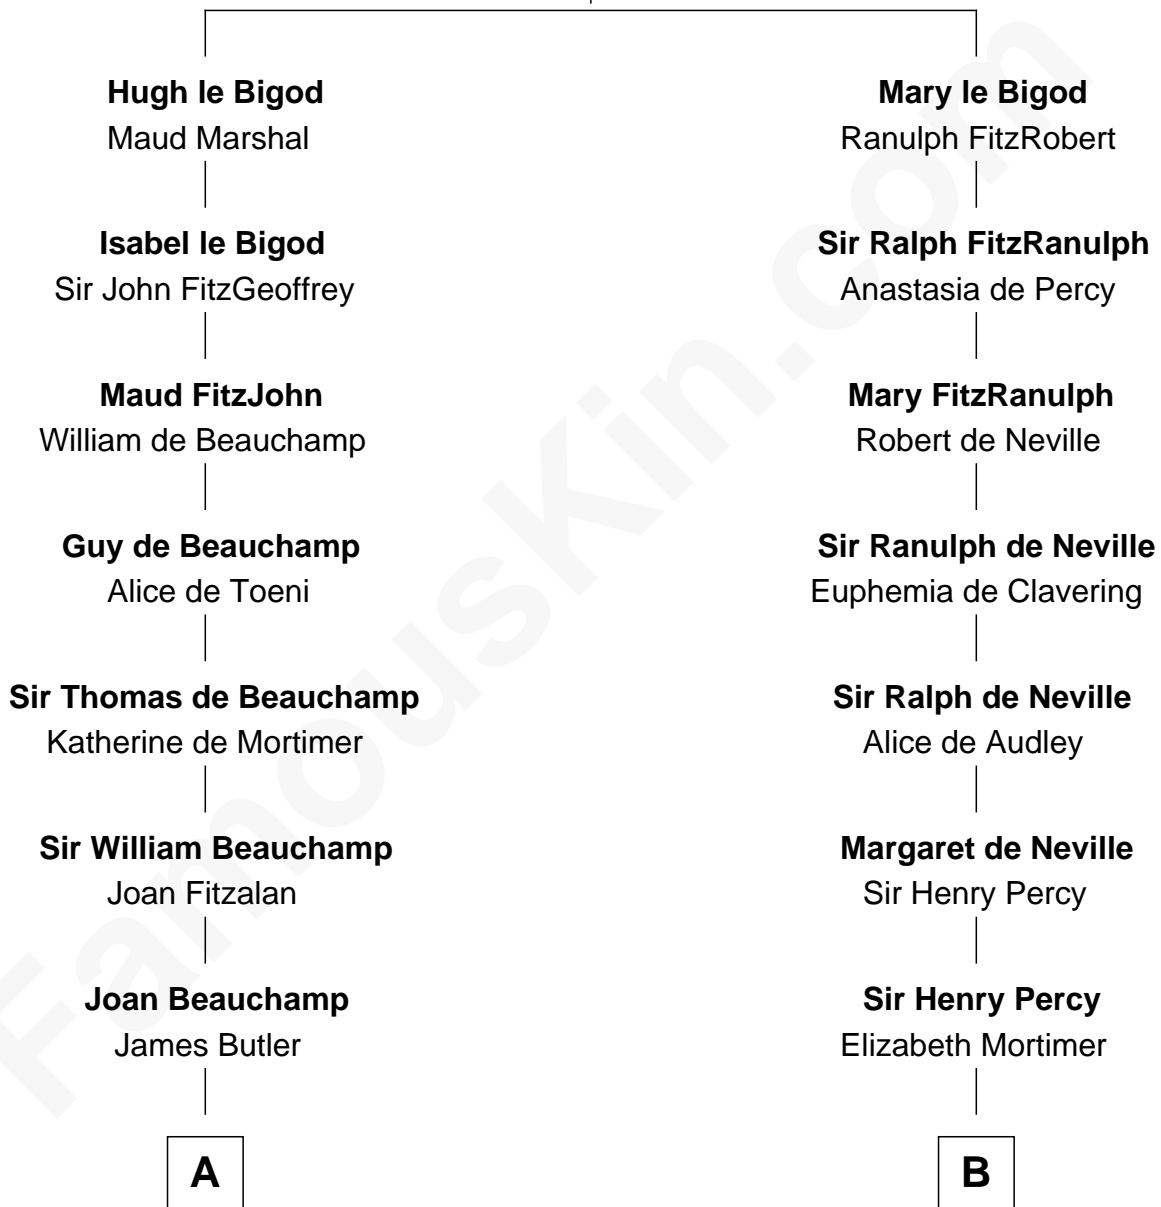 Hugh le Bigod
Maud Marshal
Isabel le Bigod
Sir John FitzGeoffrey
Maud FitzJohn
William de Beauchamp
Guy de Beauchamp
Alice de Toeni
Sir Thomas de Beauchamp
Katherine de Mortimer
Sir William Beauchamp
Joan Fitzalan
Joan Beauchamp
James Butler
A
Mary le Bigod
Ranulph FitzRobert
Sir Ralph FitzRanulph
Anastasia de Percy
Mary FitzRanulph
Robert de Neville
Sir Ranulph de Neville
Euphemia de Clavering
Sir Ralph de Neville
Alice de Audley
Margaret de Neville
Sir Henry Percy
Sir Henry Percy
Elizabeth Mortimer
B
FamousKin.com